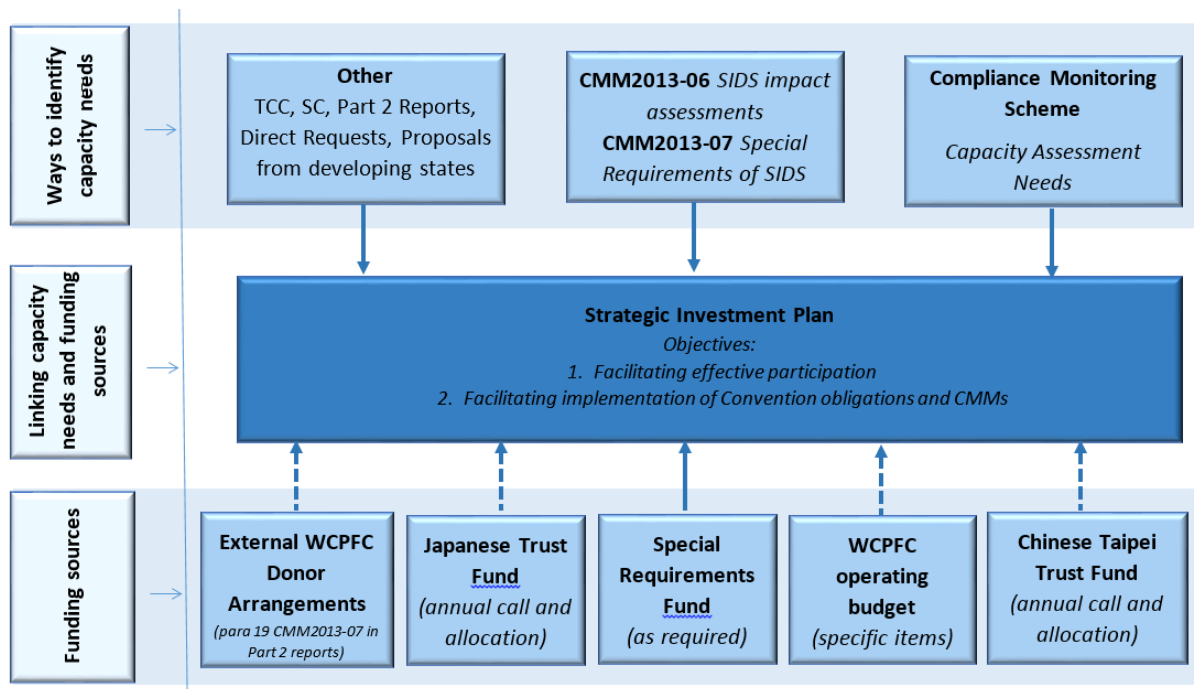 Ways to identify
capacity needs
Other
TCC, SC, Part 2 Reports,
Direct Requests, Proposals
from developing states
CMM2013-06 SIDS impact
assessments
CMM2013-07 Special
Requirements of SIDS
Compliance Monitoring
Scheme
Capacity Assessment
Needs
Linking capacity
needs and funding
sources
Strategic Investment Plan
Objectives:
1. Facilitating effective participation
2. Facilitating implementation of Convention obligations and CMMs
Funding sources
External WCPFC
Donor
Arrangements
(para 19 CMM2013-07 in
Part 2 reports)
Japanese Trust
Fund
(annual call and
allocation)
Special
Requirements
Fund
(as required)
WCPFC
operating
budget
(specific items)
Chinese Taipei
Trust Fund
(annual call and
allocation)